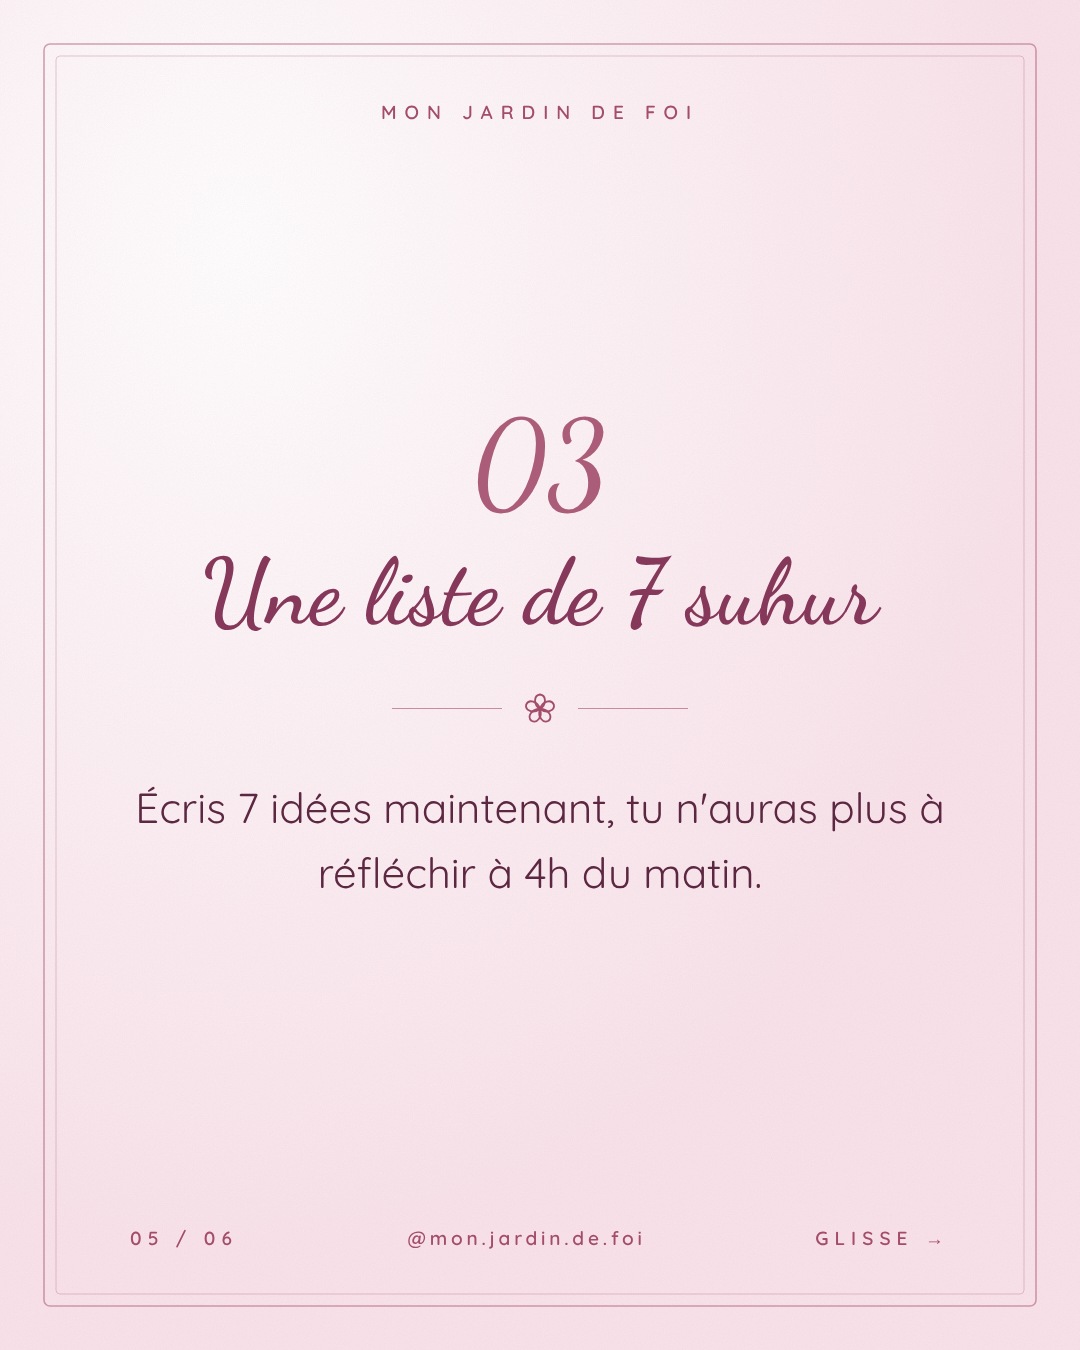 MON JARDIN DE FOI
03
Une liste de 7 suhur
Écris 7 idées maintenant, tu n'auras plus à
réfléchir à 4h du matin.
05 / 06 @mon.jardin.de.foi GLISSE →